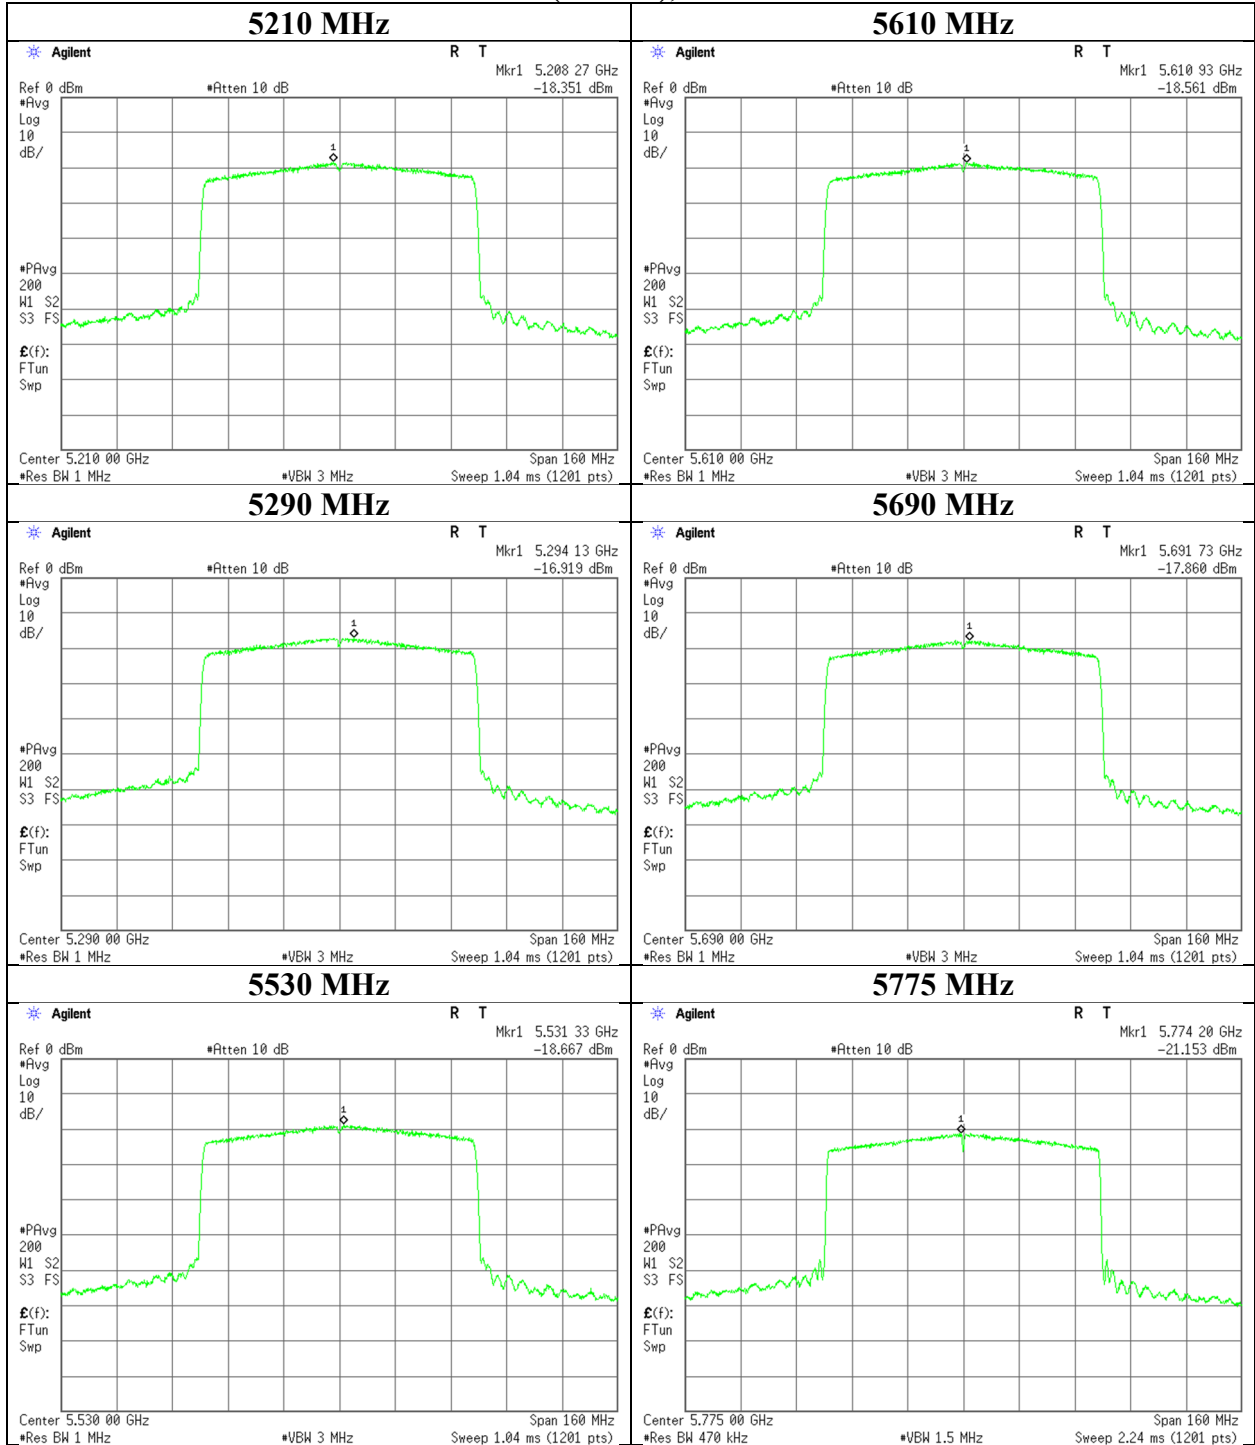 5210 MHz
Agilent
R T
Mkr1 5.208 27 GHz
Ref 0 dBm #Atten 10 dB -18.351 dBm
#Avg
Log
10
dB/
1
#PAvg
200
W1 S2
S3 FS
£(f):
FTun
Swp
Center 5.210 00 GHz Span 160 MHz
#Res BW 1 MHz #VBW 3 MHz Sweep 1.04 ms (1201 pts)
5610 MHz
Agilent
R T
Mkr1 5.610 93 GHz
Ref 0 dBm #Atten 10 dB -18.561 dBm
#Avg
Log
10
dB/
1
#PAvg
200
W1 S2
S3 FS
£(f):
FTun
Swp
Center 5.610 00 GHz Span 160 MHz
#Res BW 1 MHz #VBW 3 MHz Sweep 1.04 ms (1201 pts)
5290 MHz
Agilent
R T
Mkr1 5.294 13 GHz
Ref 0 dBm #Atten 10 dB -16.919 dBm
#Avg
Log
10
dB/
1
#PAvg
200
W1 S2
S3 FS
£(f):
FTun
Swp
Center 5.290 00 GHz Span 160 MHz
#Res BW 1 MHz #VBW 3 MHz Sweep 1.04 ms (1201 pts)
5690 MHz
Agilent
R T
Mkr1 5.691 73 GHz
Ref 0 dBm #Atten 10 dB -17.860 dBm
#Avg
Log
10
dB/
1
#PAvg
200
W1 S2
S3 FS
£(f):
FTun
Swp
Center 5.690 00 GHz Span 160 MHz
#Res BW 1 MHz #VBW 3 MHz Sweep 1.04 ms (1201 pts)
5530 MHz
Agilent
R T
Mkr1 5.531 33 GHz
Ref 0 dBm #Atten 10 dB -18.667 dBm
#Avg
Log
10
dB/
1
#PAvg
200
W1 S2
S3 FS
£(f):
FTun
Swp
Center 5.530 00 GHz Span 160 MHz
#Res BW 1 MHz #VBW 3 MHz Sweep 1.04 ms (1201 pts)
5775 MHz
Agilent
R T
Mkr1 5.774 20 GHz
Ref 0 dBm #Atten 10 dB -21.153 dBm
#Avg
Log
10
dB/
1
#PAvg
200
W1 S2
S3 FS
£(f):
FTun
Swp
Center 5.775 00 GHz Span 160 MHz
#Res BW 470 kHz #VBW 1.5 MHz Sweep 2.24 ms (1201 pts)